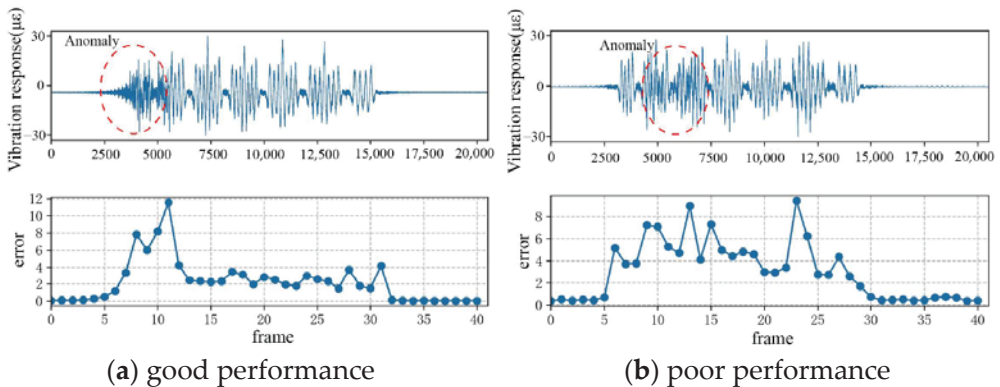 Vibration response(με)
30
0
−30
Anomaly
0 2500 5000 7500 10,000 12,500 15,000 17,500 20,000
error
12
10
8
6
4
2
0
0 5 10 15 20 25 30 35 40
frame
(a) good performance
Vibration response(με)
30
0
−30
Anomaly
0 2500 5000 7500 10,000 12,500 15,000 17,500 20,000
error
8
6
4
2
0
0 5 10 15 20 25 30 35 40
frame
(b) poor performance